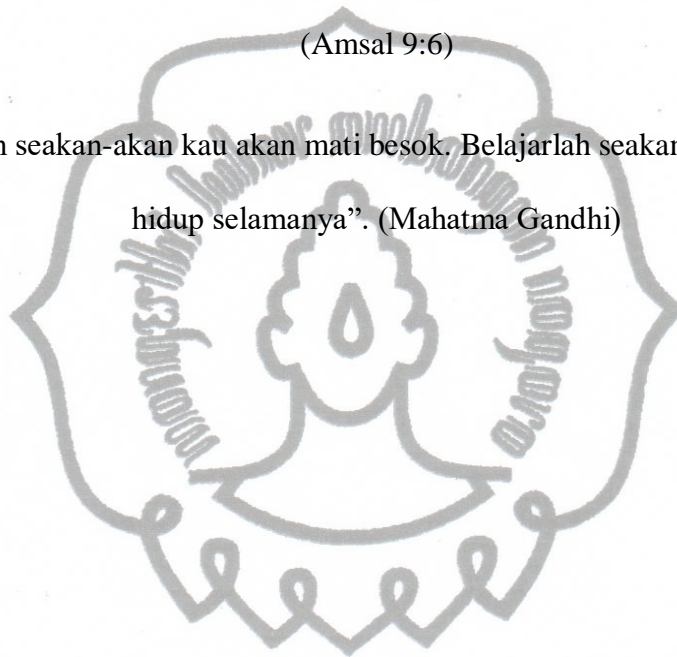 (Amsal 9:6)
seakan-akan kau akan mati besok. Belajarlah seakan
hidup selamanya”. (Mahatma Gandhi)